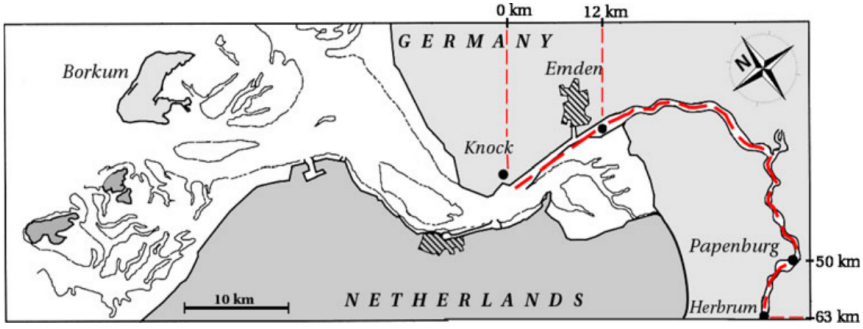 0 km
12 km
GERMANY
Borkum
Emden
N
Knock
Papenburg
50 km
10 km
NETHERLANDS
Herbrum
63 km